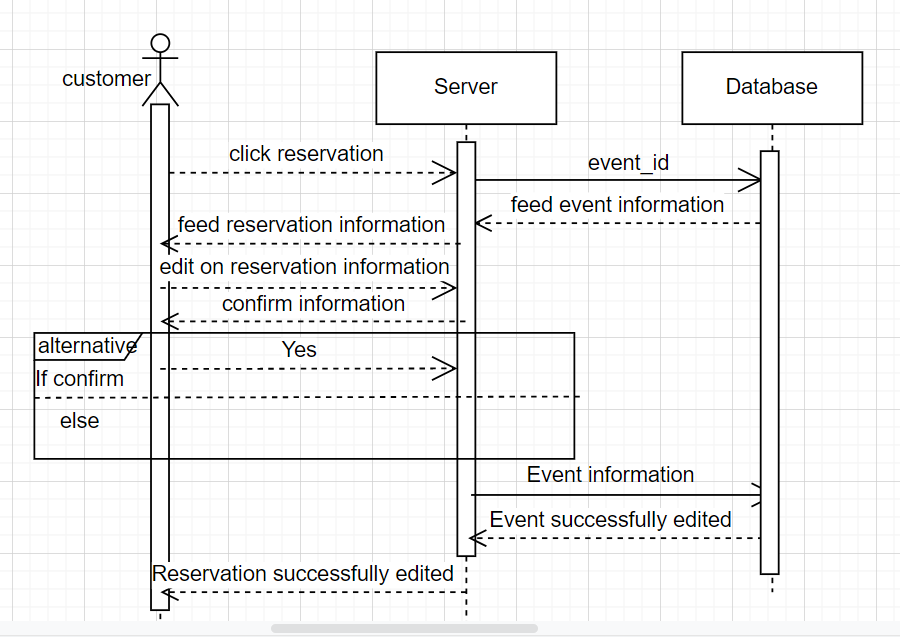 customer
Server
Database
click reservation
event_id
feed event information
feed reservation information
edit on reservation information
confirm information
alternative
Yes
If confirm
else
Event information
Event successfully edited
Reservation successfully edited